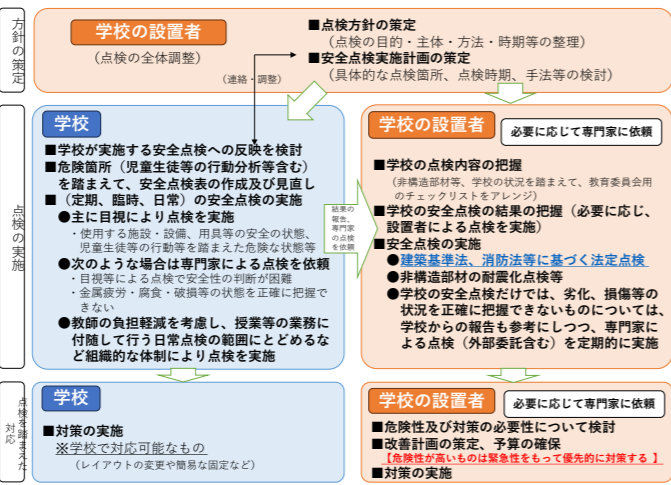 方針の策定
学校の設置者
(点検の全体調整)
■点検方針の策定
(点検の目的・主体・方法・時期等の整理)
■安全点検実施計画の策定
(具体的な点検箇所、点検時期、手法等の検討)
(連絡・調整)
点検の実施
学校
■学校が実施する安全点検への反映を検討
■危険箇所（児童生徒等の行動分析等含む）
を踏まえて、安全点検表の作成及び見直し
■（定期、臨時、日常）の安全点検の実施
●主に目視により点検を実施
・使用する施設・設備、用具等の安全の状態、
児童生徒等の行動等を踏まえた危険な状態等
●次のような場合は専門家による点検を依頼
・目視等による点検で安全性の判断が困難
・金属疲労・腐食・破損等の状態を正確に把握で
きない
●教師の負担軽減を考慮し、授業等の業務に
付随して行う日常点検の範囲にとどめるな
ど組織的な体制により点検を実施
結果の
報告、
専門家
の点検
を依頼
学校の設置者
必要に応じて専門家に依頼
■学校の点検内容の把握
(非構造部材等、学校の状況を踏まえて、教育委員会用
のチェックリストをアレンジ)
■学校の安全点検の結果の把握（必要に応じ、
設置者による点検を実施）
■安全点検の実施
●建築基準法、消防法等に基づく法定点検
●非構造部材の耐震化点検等
●学校の安全点検だけでは、劣化、損傷等の
状況を正確に把握できないものについては、
学校からの報告も参考にしつつ、専門家に
よる点検（外部委託含む）を定期的に実施
点検を踏まえた
対応
学校
■対策の実施
※学校で対応可能なもの
(レイアウトの変更や簡易な固定など)
学校の設置者
必要に応じて専門家に依頼
■危険性及び対策の必要性について検討
■改善計画の策定、予算の確保
【危険性が高いものは緊急性をもって優先的に対策する 】
■対策の実施